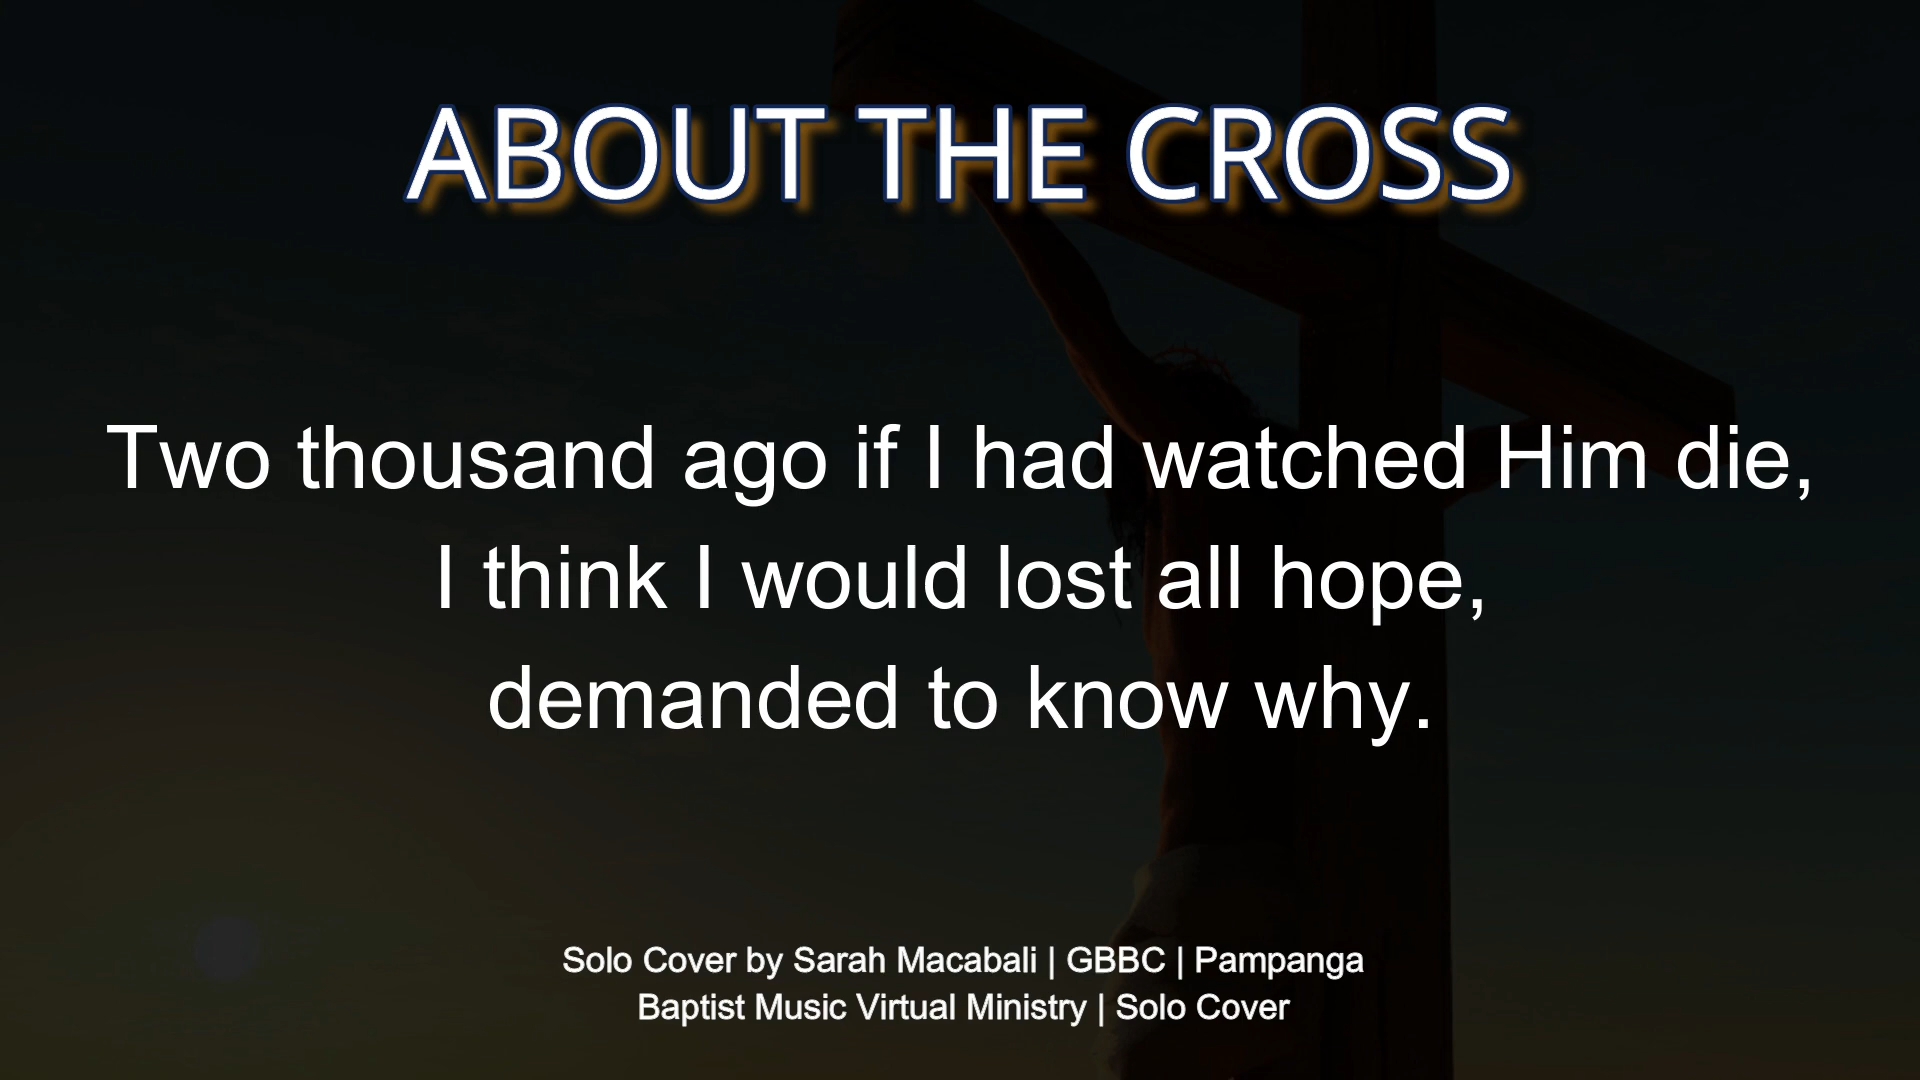 ABOUT THE CROSS
Two thousand ago if I had watched Him die,
I think I would lost all hope,
demanded to know why.
Solo Cover by Sarah Macabali | GBBC | Pampanga
Baptist Music Virtual Ministry | Solo Cover